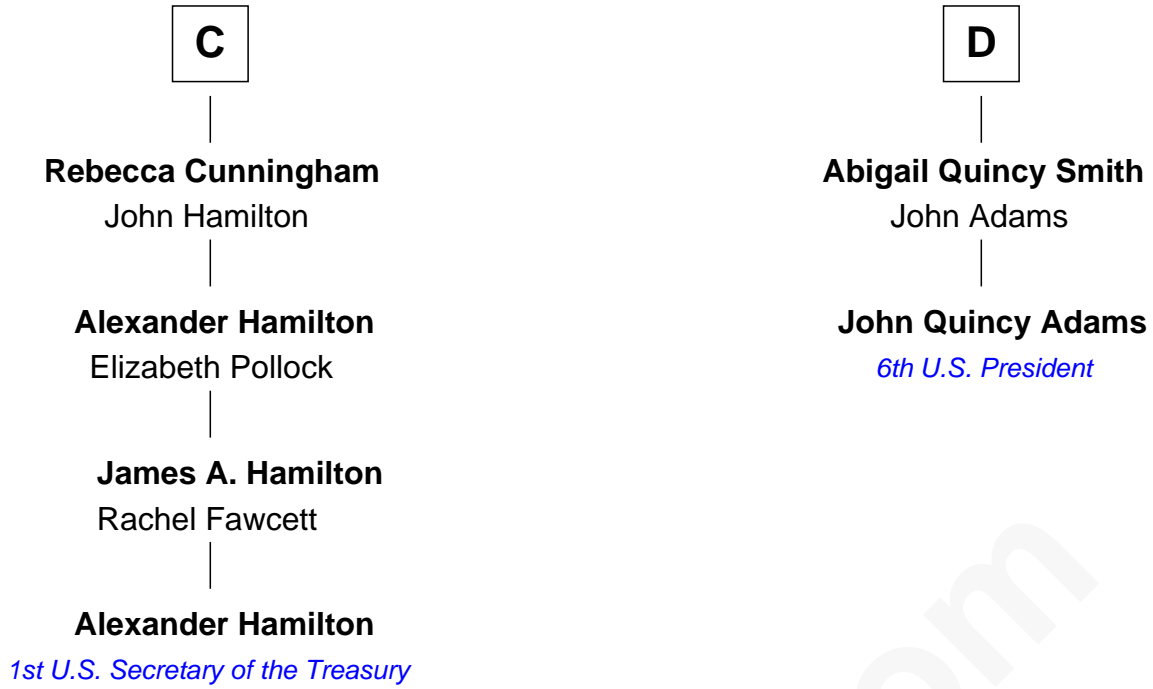 C
Rebecca Cunningham
John Hamilton
Alexander Hamilton
Elizabeth Pollock
James A. Hamilton
Rachel Fawcett
Alexander Hamilton
1st U.S. Secretary of the Treasury
D
Abigail Quincy Smith
John Adams
John Quincy Adams
6th U.S. President
om